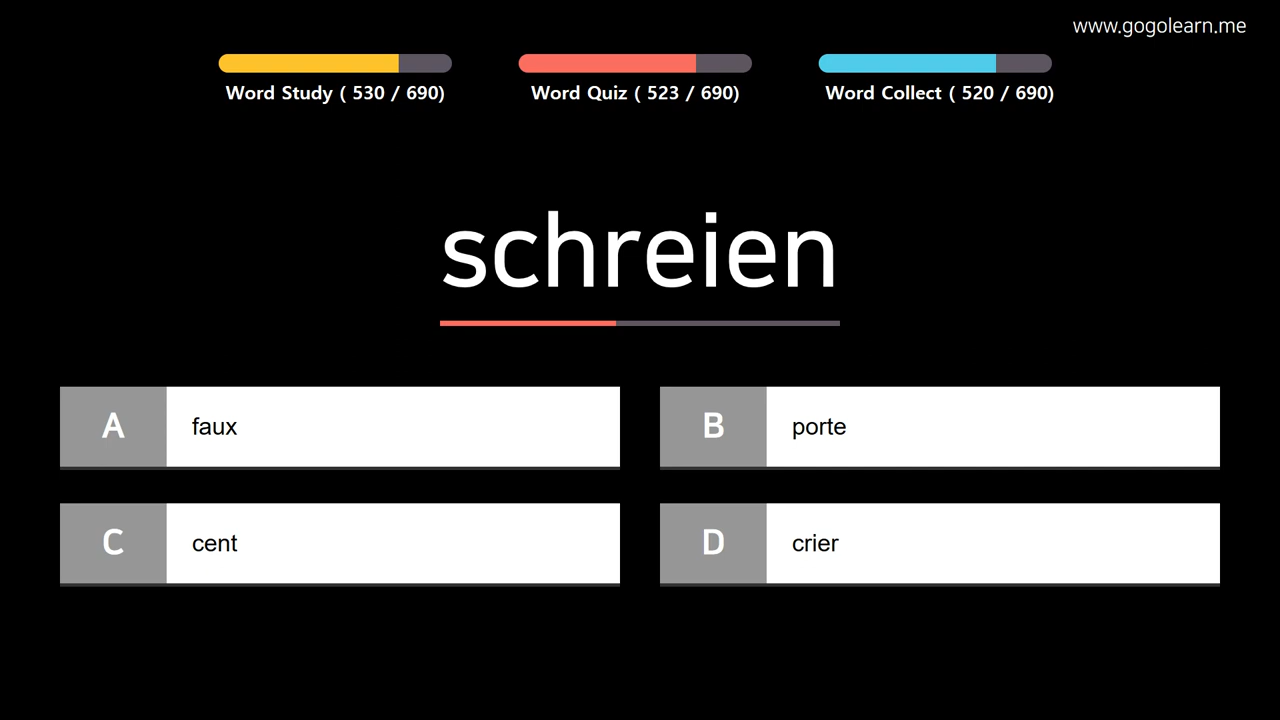 www.gogolearn.me
Word Study ( 530 / 690)
Word Quiz ( 523 / 690)
Word Collect ( 520 / 690)
schreien
A faux
B porte
C cent
D crier